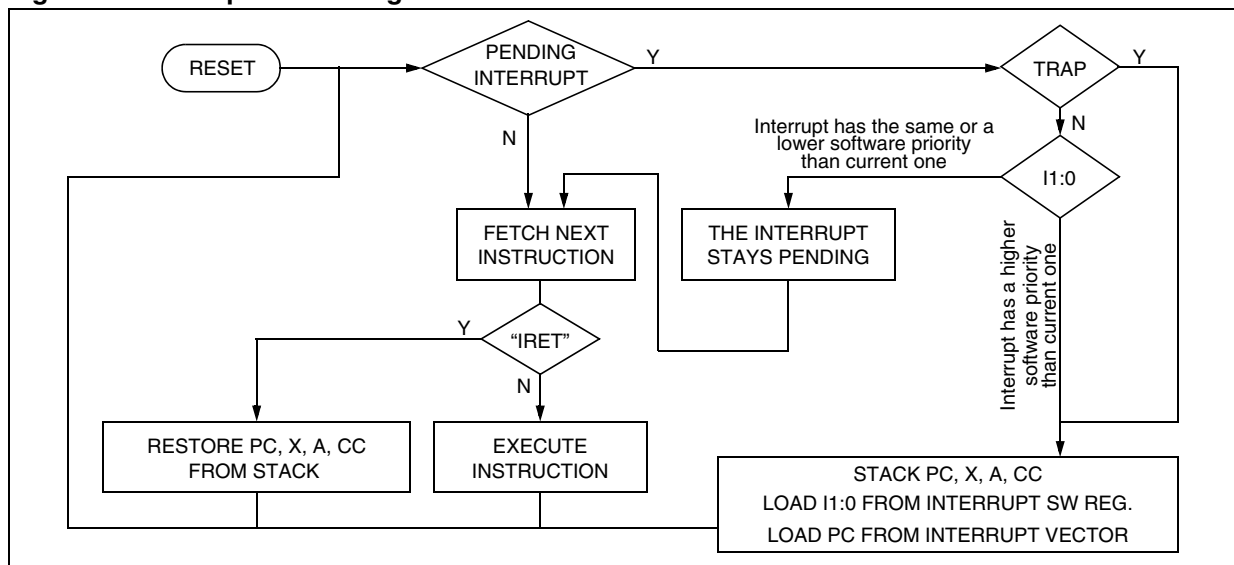 RESET
PENDING
INTERRUPT
Y
TRAP
Y
N
N
Interrupt has the same or a
lower software priority
than current one
I1:0
FETCH NEXT
INSTRUCTION
THE INTERRUPT
STAYS PENDING
Interrupt has a higher
software priority
than current one
Y
“IRET”
N
RESTORE PC, X, A, CC
FROM STACK
EXECUTE
INSTRUCTION
STACK PC, X, A, CC
LOAD I1:0 FROM INTERRUPT SW REG.
LOAD PC FROM INTERRUPT VECTOR